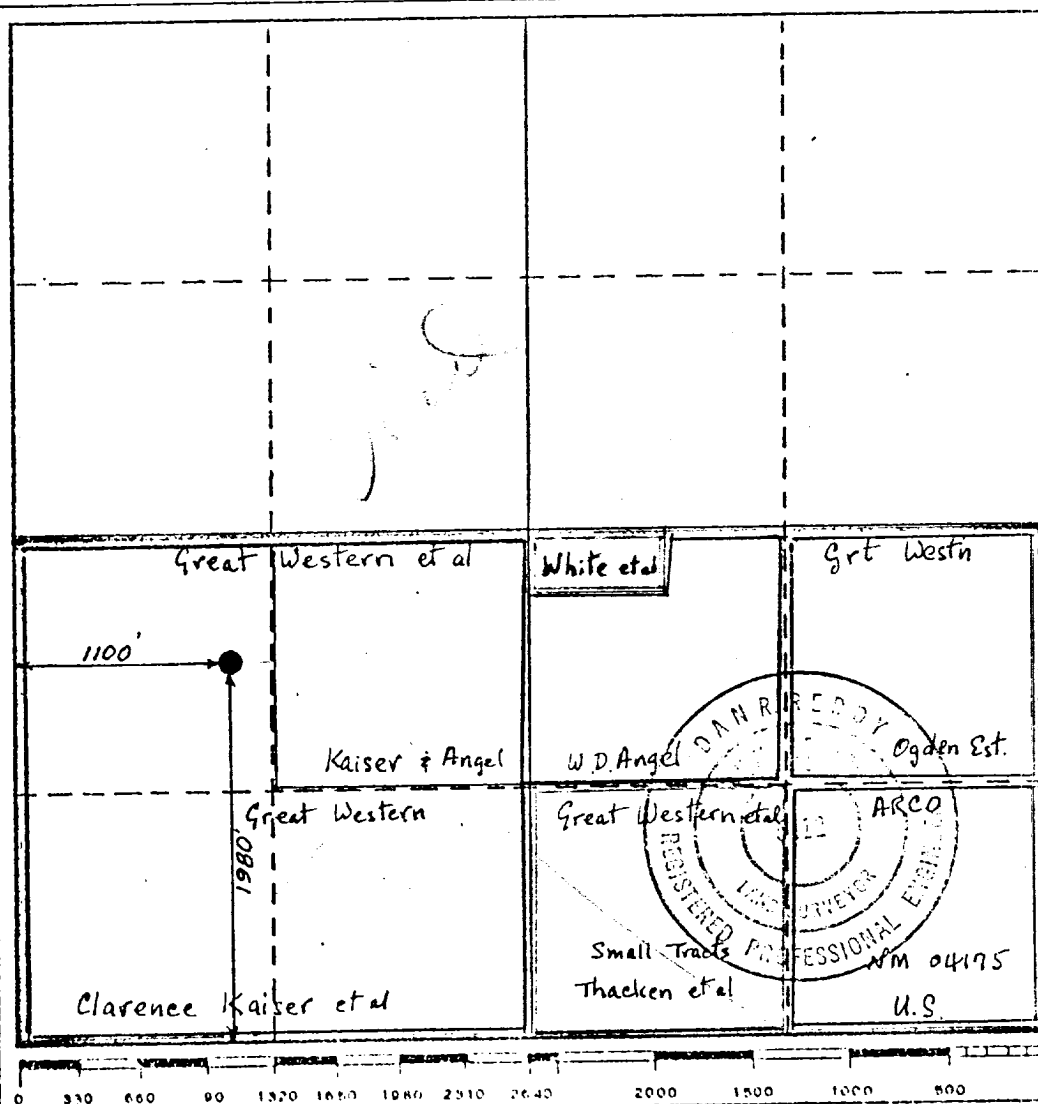 Great Western et al
White et al
Grt Westn
1100'
Kaiser & Angel
W.D. Angel
Ogden Est.
DAN R. REDDY
Great Western
Great Western et al
ARCO
1980'
LAND SURVEYOR
REGISTERED PROFESSIONAL
Small Tracts
Thacken et al
NM 04175
U.S.
Clarence Kaiser et al
0 330 660 90 1320 1650 1980 2310 2640 2000 1500 1000 500